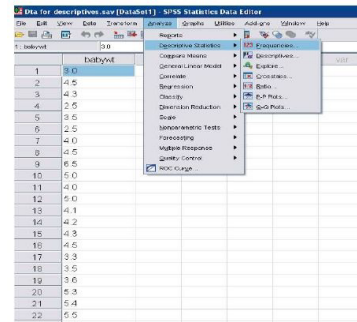 Dta for descriptives.sav [DataSet1] - SPSS Statistics Data Editor
File Edit View Data Transform Analyze Graphs Utilities Add-ons Window Help
1 : babywt 3.0
babywt
var
Reports
Descriptive Statistics
Compare Means
General Linear Model
Correlate
Regression
Classify
Dimension Reduction
Scale
Nonparametric Tests
Forecasting
Multiple Response
Quality Control
ROC Curve...
Frequencies...
Descriptives...
Explore...
Crosstabs...
Ratio...
P-P Plots...
Q-Q Plots...
1 3.0
2 4.5
3 4.3
4 2.5
5 3.5
6 2.5
7 4.0
8 4.5
9 6.5
10 5.0
11 4.0
12 5.0
13 4.1
14 4.2
15 4.3
16 4.5
17 3.3
18 3.5
19 3.6
20 5.3
21 5.4
22 5.5